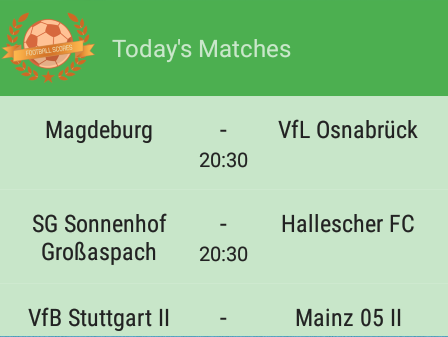 FOOTBALL SCORES
Today's Matches
Magdeburg - VfL Osnabrück
20:30
SG Sonnenhof - Hallescher FC
Großaspach 20:30
VfB Stuttgart II - Mainz 05 II